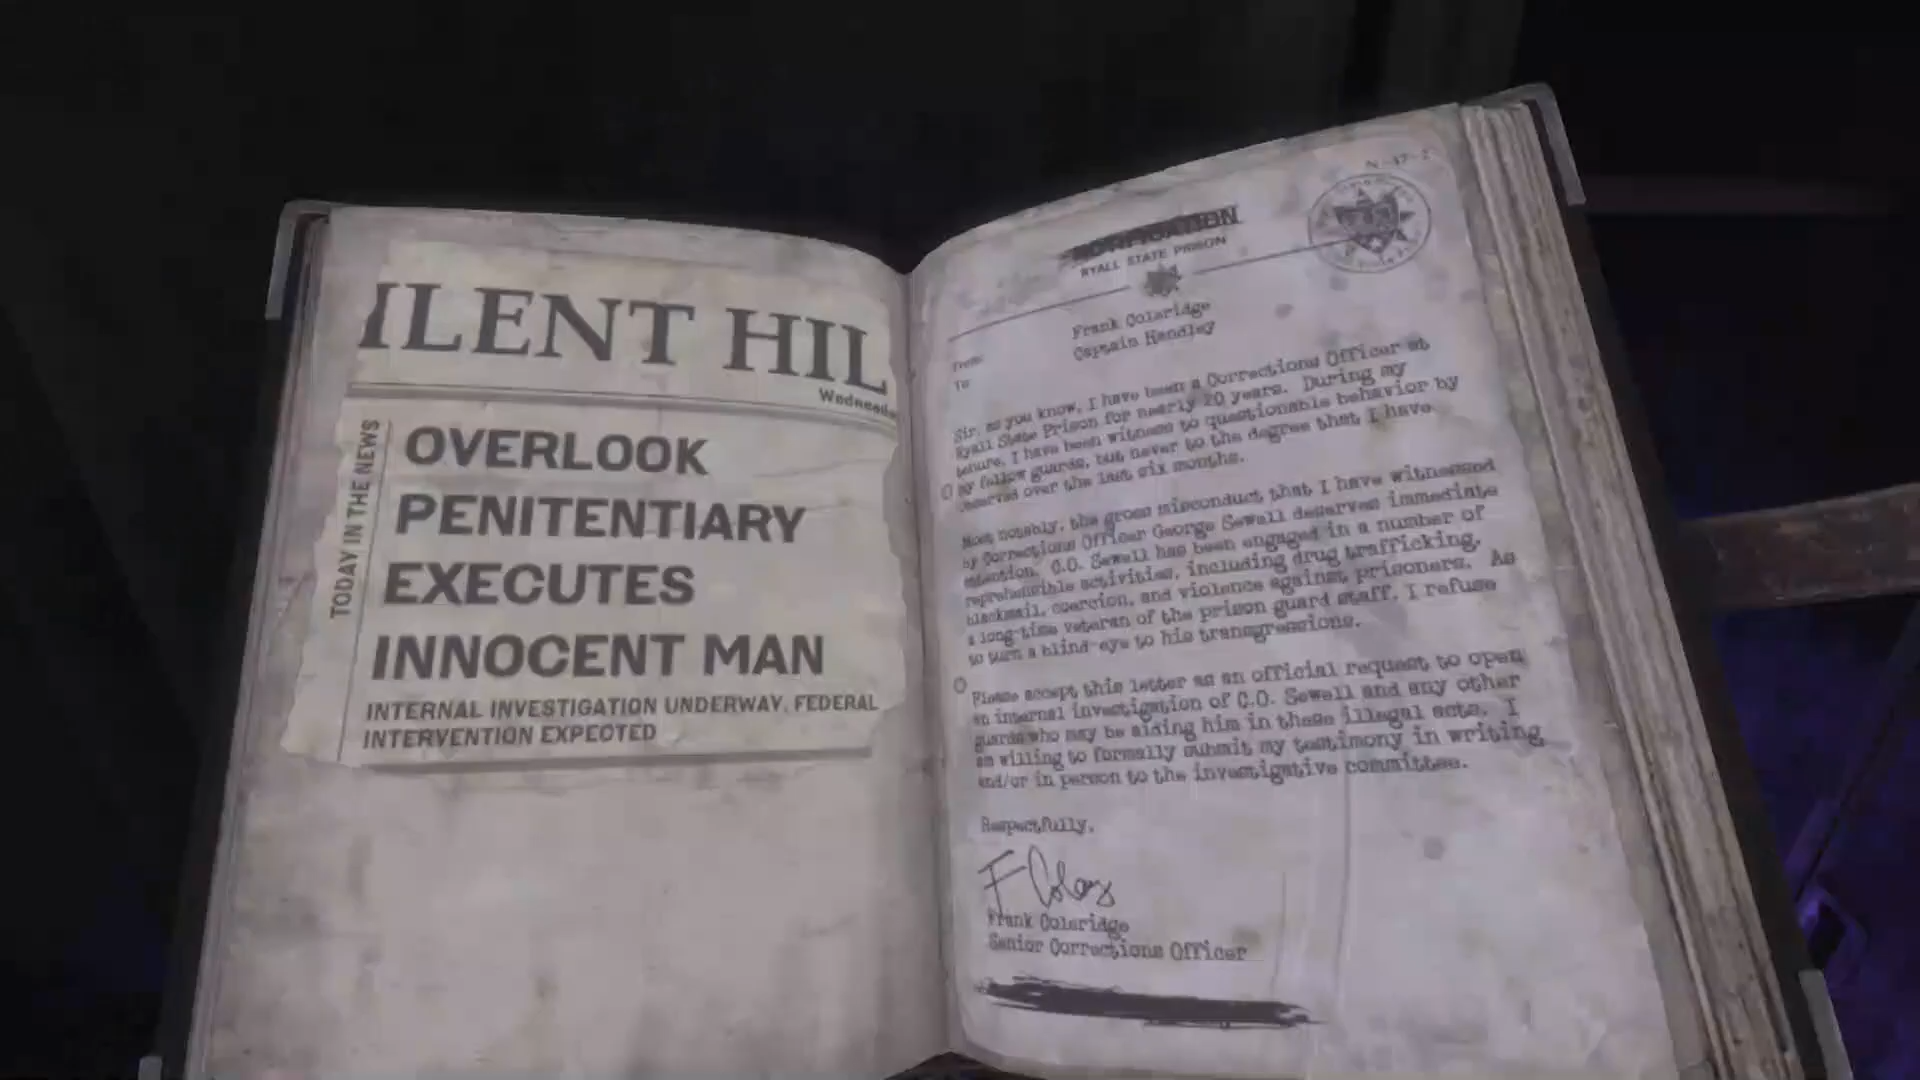 ILENT HIL
Wednesda
TODAY IN THE NEWS
OVERLOOK
PENITENTIARY
EXECUTES
INNOCENT MAN
INTERNAL INVESTIGATION UNDERWAY, FEDERAL
INTERVENTION EXPECTED
RYALL STATE PRISON
From: Frank Coleridge
To Captain Handley
Sir, as you know, I have been a Corrections Officer at
Ryall State Prison for nearly 20 years. During my
tenure, I have been witness to questionable behavior by
my fellow guards, but never to the degree that I have
observed over the last six months.
Most notably, the gross misconduct that I have witnessed
by Corrections Officer George Sewell deserves immediate
attention. C.O. Sewell has been engaged in a number of
reprehensible activities, including drug trafficking,
blackmail, coercion, and violence against prisoners. As
a long-time veteran of the prison guard staff, I refuse
to turn a blind-eye to his transgressions.
Please accept this letter as an official request to open
an internal investigation of C.O. Sewell and any other
guards who may be aiding him in these illegal acts. I
am willing to formally submit my testimony in writing
and/or in person to the investigative committee.
Respectfully,
F Coley
Frank Coleridge
Senior Corrections Officer